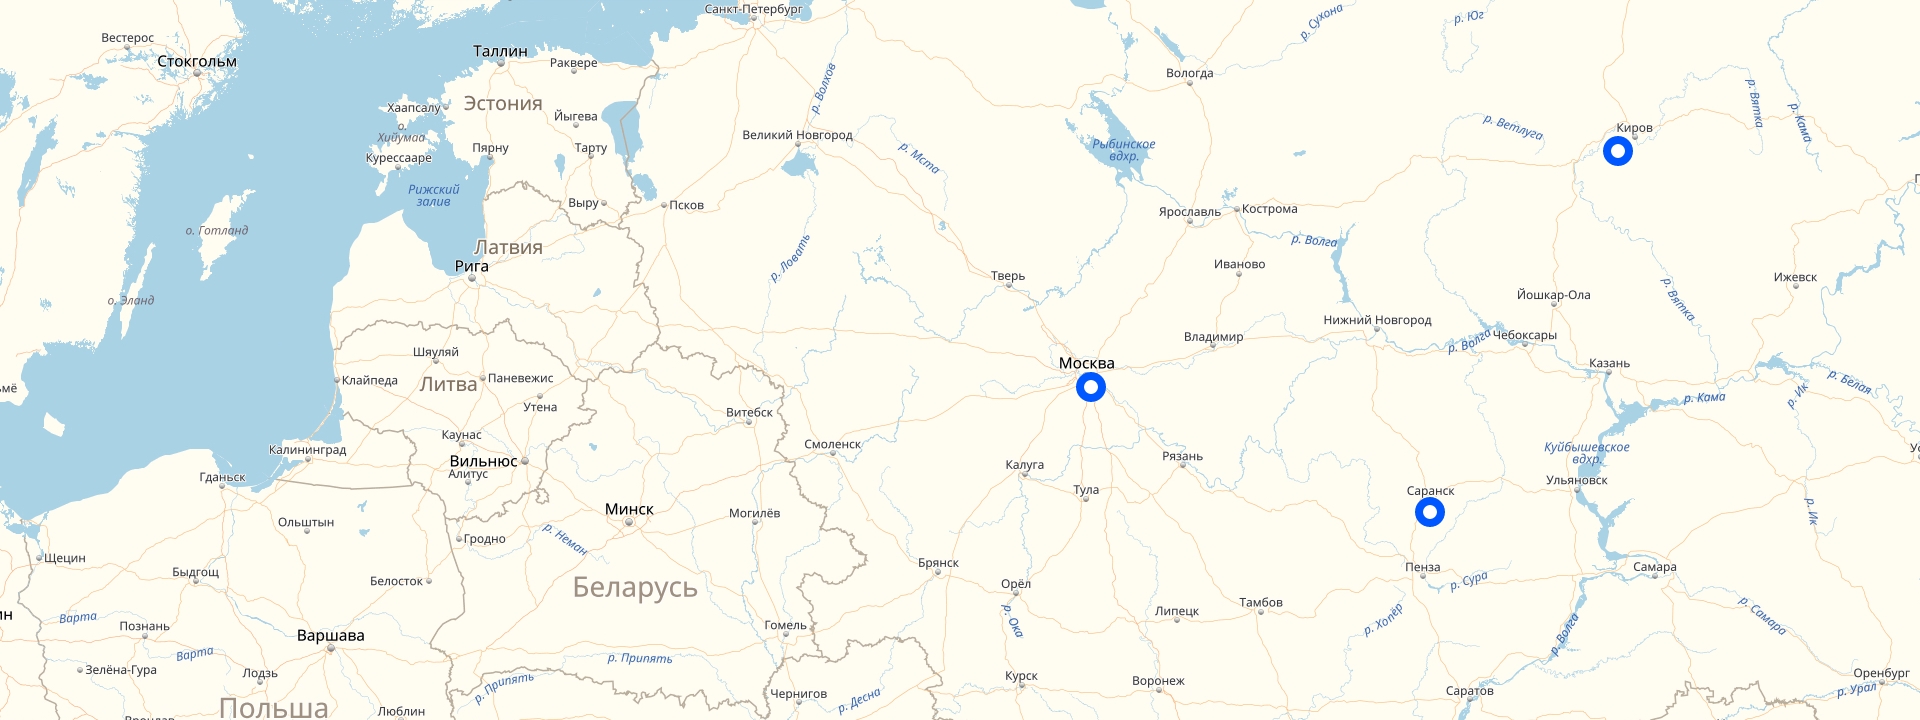 Санкт-Петербург
р. Сухона
р. Юг
Вестерос
Стокгольм
Таллин
Раквере
Вологда
р. Волхов
р. Вятка
р. Кама
Хаапсалу
Эстония
Йыгева
о.
Хийумаа
Великий Новгород
р. Ветлуга
Киров
Пярну
Тарту
Курессааре
р. Мста
Рыбинское
вдхр.
Рижский
залив
Выру
Псков
Ярославль
Кострома
о. Готланд
р. Волга
Латвия
р. Ловать
Рига
Иваново
Тверь
Ижевск
о. Эланд
Йошкар-Ола
р. Вятка
Нижний Новгород
Владимир
р. Волга
Чебоксары
Шяуляй
Москва
Казань
Клайпеда
Литва
Паневежис
р. Белая
р. Ик
р. Кама
Утена
Витебск
Каунас
Смоленск
Калининград
Вильнюс
Алитус
Куйбышевское
вдхр.
Рязань
Калуга
Гданьск
Ульяновск
Тула
Саранск
Минск
Могилёв
р. Ик
Ольштын
Гродно
р. Неман
Щецин
Брянск
Пенза
Самара
Быдгощ
Белосток
р. Сура
Беларусь
Орёл
Тамбов
Липецк
р. Хопёр
р. Самара
Варта
Познань
Варшава
Гомель
р. Ока
р. Волга
Варта
р. Припять
Зелёна-Гура
Лодзь
Курск
Воронеж
Оренбург
р. Припять
Чернигов
р. Десна
Саратов
р. Урал
Польша
Люблин